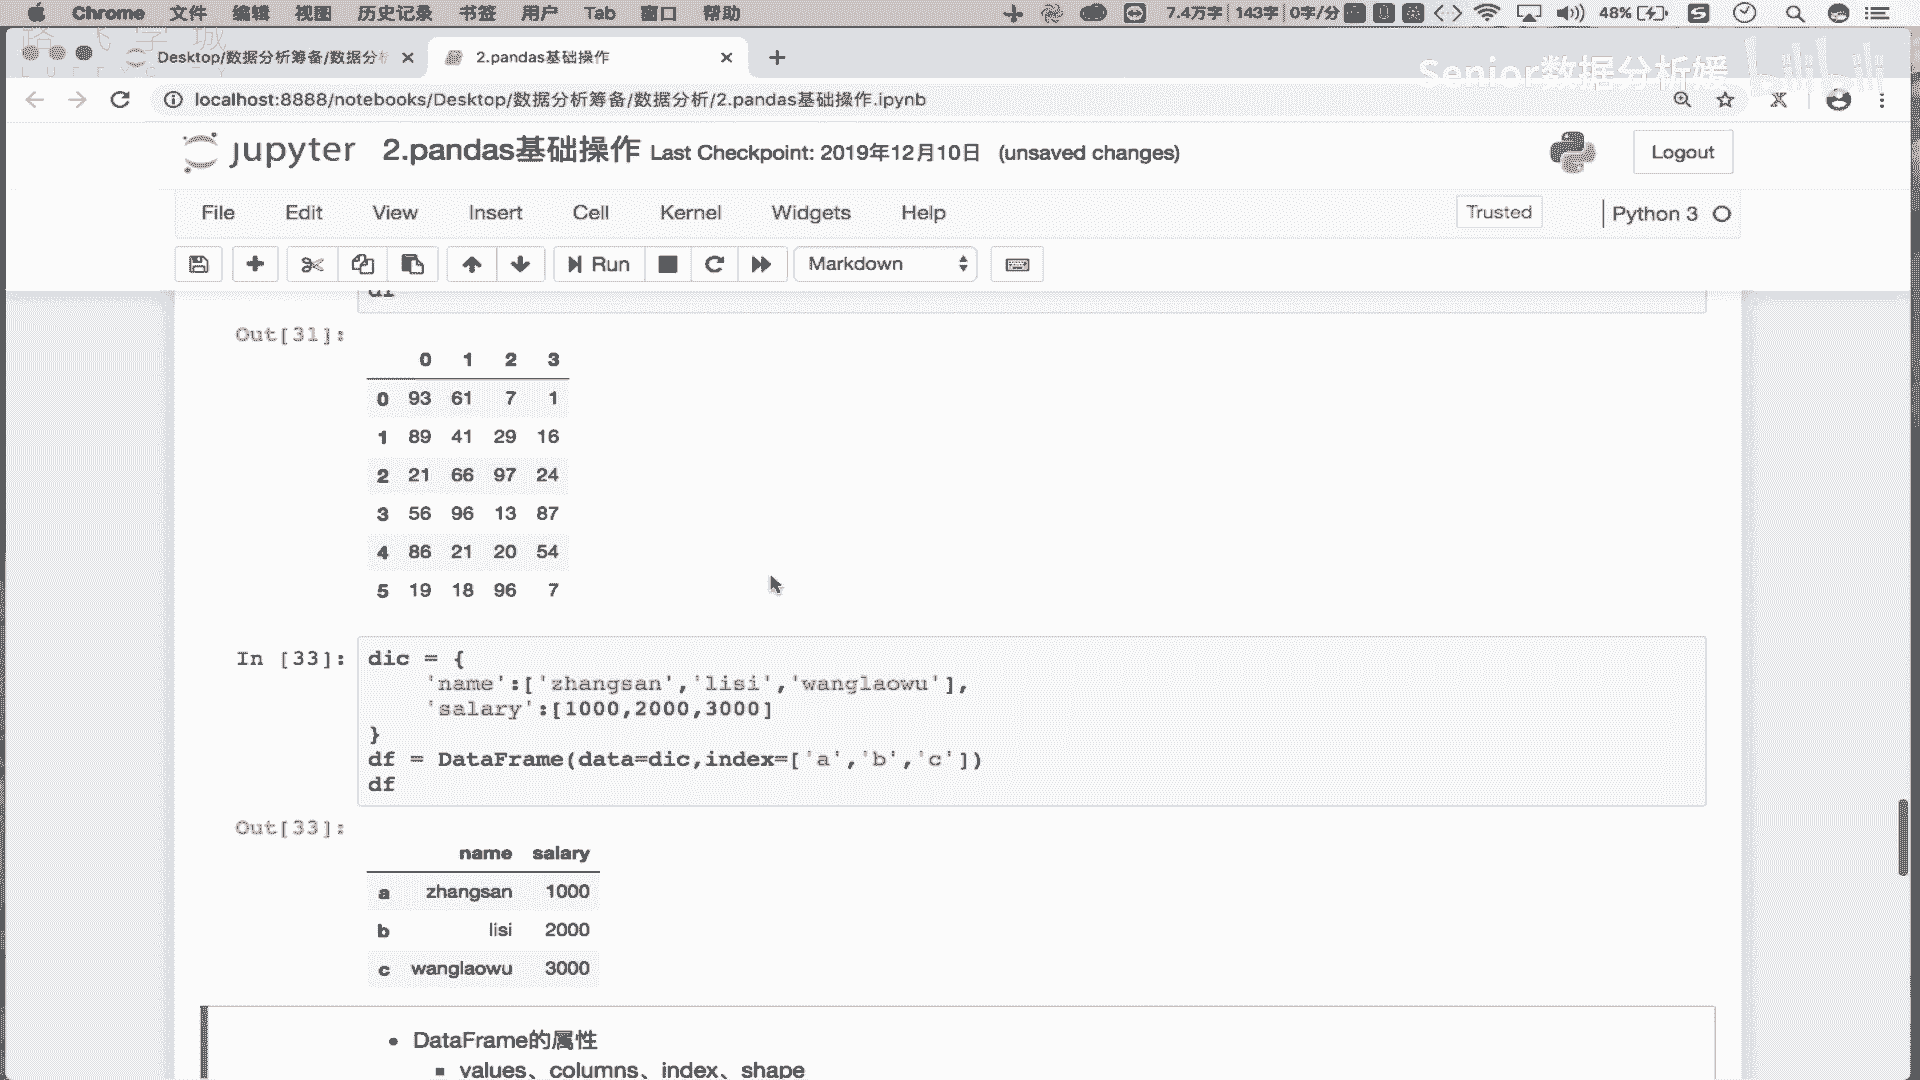 Chrome 文件 编辑 视图 历史记录 书签 用户 Tab 窗口 帮助 7.4万字 143字 0字/分 48%
Desktop/数据分析筹备/数据分析
2.pandas基础操作
Senior数据分析媛 bilibili
localhost:8888/notebooks/Desktop/数据分析筹备/数据分析/2.pandas基础操作.ipynb
jupyter 2.pandas基础操作 Last Checkpoint: 2019年12月10日 (unsaved changes)
Logout
File Edit View Insert Cell Kernel Widgets Help
Trusted
Python 3
Run
Markdown
df
Out[31]:
0 1 2 3
0 93 61 7 1
1 89 41 29 16
2 21 66 97 24
3 56 96 13 87
4 86 21 20 54
5 19 18 96 7
In [33]:
dic = {
'name':['zhangsan','lisi','wanglaowu'],
'salary':[1000,2000,3000]
}
df = DataFrame(data=dic,index=['a','b','c'])
df
Out[33]:
name salary
a zhangsan 1000
b lisi 2000
c wanglaowu 3000
• DataFrame的属性
▪ values、columns、index、shape